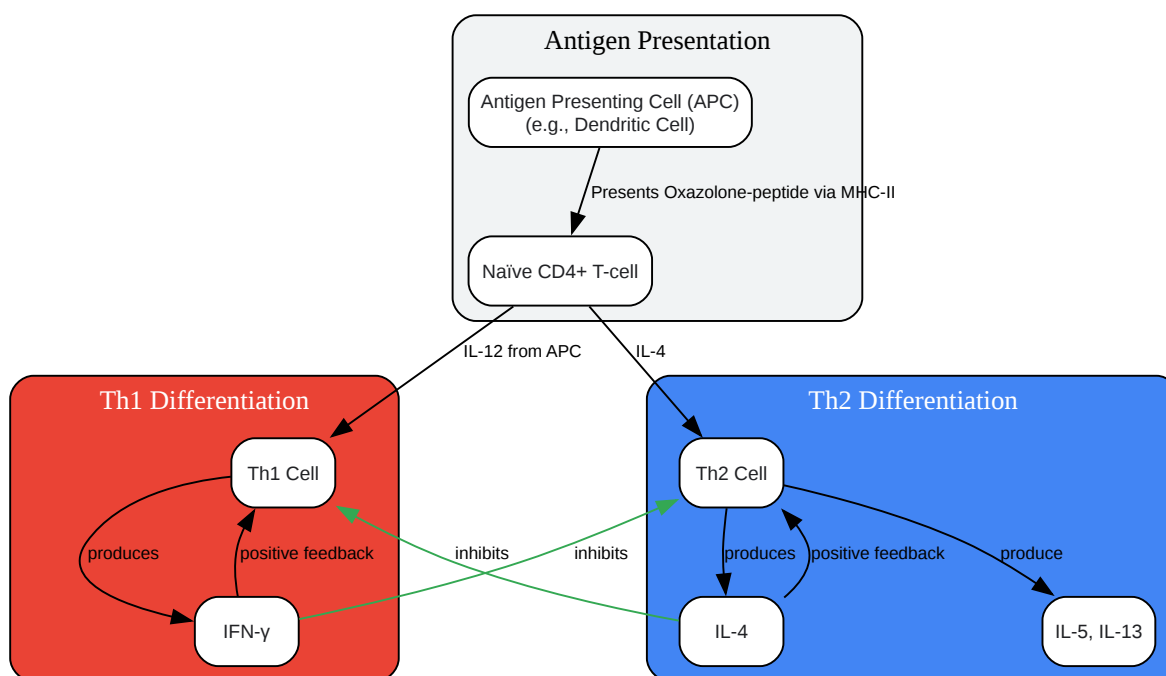 Antigen Presentation
Antigen Presenting Cell (APC)
(e.g., Dendritic Cell)
Presents Oxazolone-peptide via MHC-II
Naïve CD4+ T-cell
IL-12 from APC
IL-4
Th1 Differentiation
Th2 Differentiation
Th1 Cell
Th2 Cell
produces
positive feedback
inhibits
inhibits
produces
positive feedback
produce
IFN-γ
IL-4
IL-5, IL-13